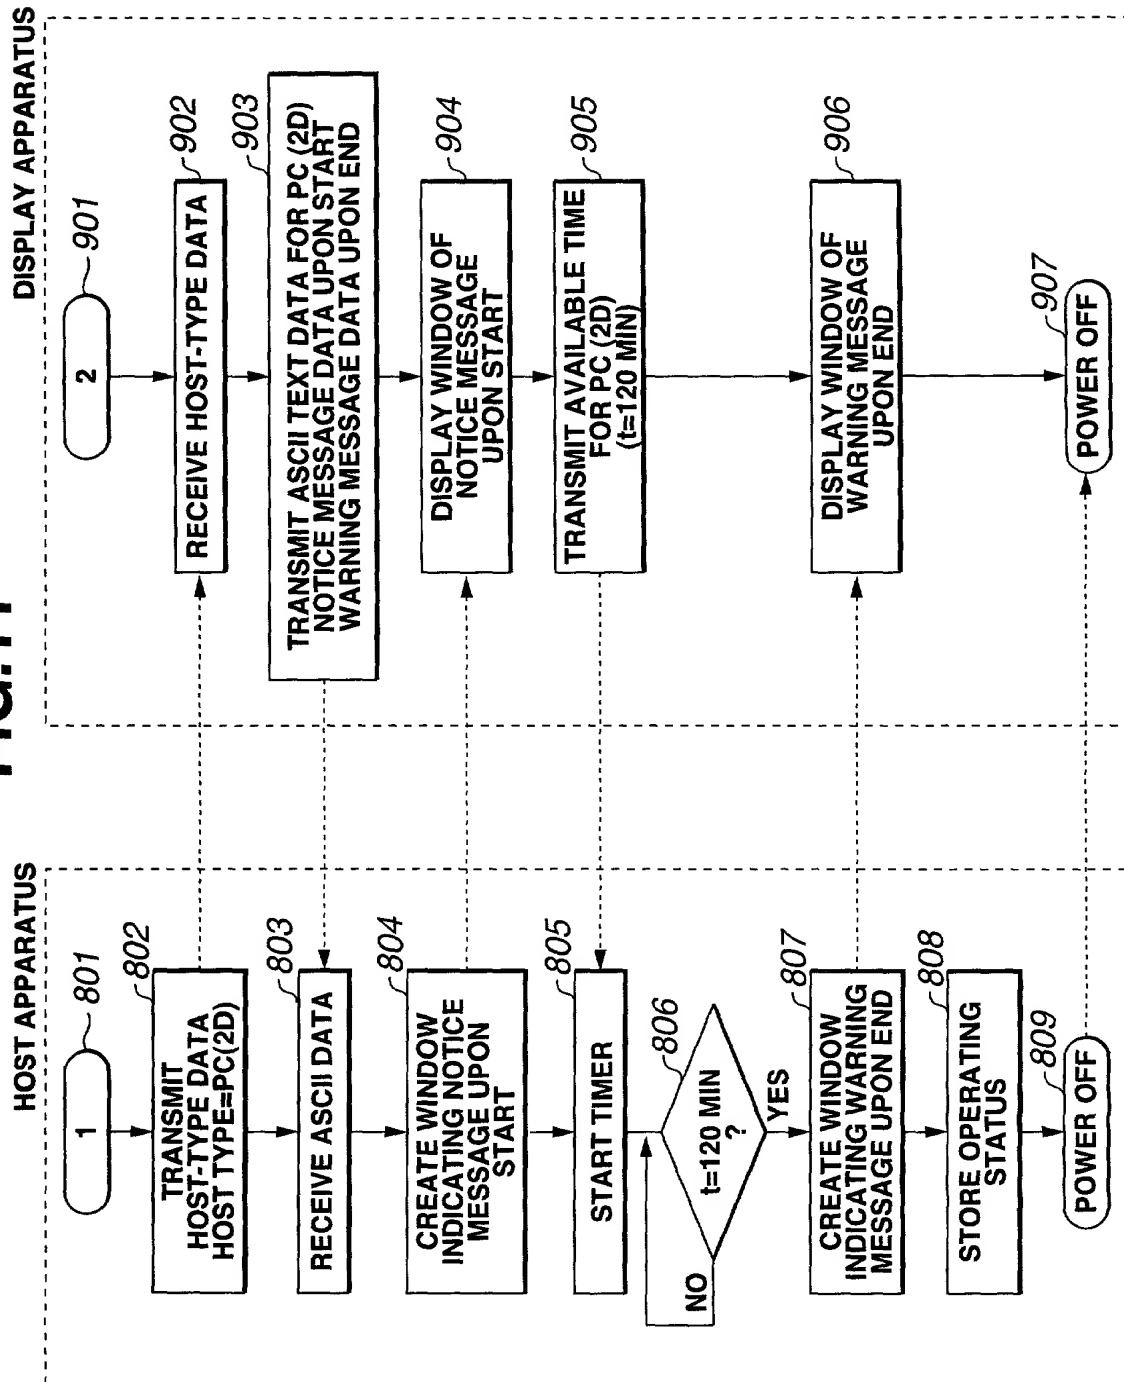 HOST APPARATUS
1
801
TRANSMIT
HOST-TYPE DATA
HOST TYPE=PC(2D)
802
RECEIVE ASCII DATA
803
CREATE WINDOW
INDICATING NOTICE
MESSAGE UPON
START
804
START TIMER
805
t=120 MIN
?
806
NO
YES
CREATE WINDOW
INDICATING WARNING
MESSAGE UPON END
807
STORE OPERATING
STATUS
808
POWER OFF
809
DISPLAY APPARATUS
2
901
RECEIVE HOST-TYPE DATA
902
TRANSMIT ASCII TEXT DATA FOR PC (2D)
NOTICE MESSAGE DATA UPON START
WARNING MESSAGE DATA UPON END
903
DISPLAY WINDOW OF
NOTICE MESSAGE
UPON START
904
TRANSMIT AVAILABLE TIME
FOR PC (2D)
(t=120 MIN)
905
DISPLAY WINDOW OF
WARNING MESSAGE
UPON END
906
POWER OFF
907